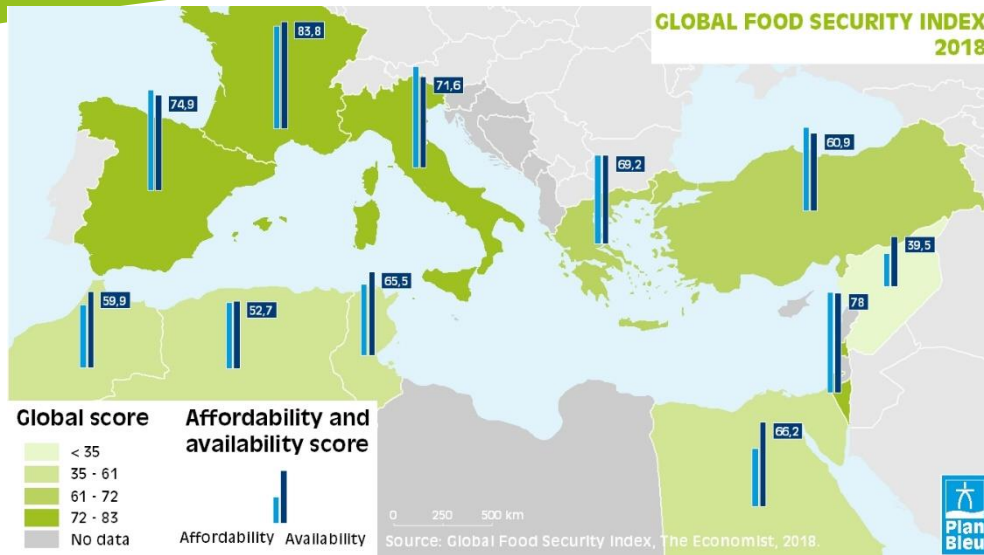 GLOBAL FOOD SECURITY INDEX
2018
83,8
74,9
71,6
69,2
60,9
39,5
59,9
52,7
65,5
78
66,2
Global score
< 35
35 - 61
61 - 72
72 - 83
No data
Affordability and
availability score
Affordability Availability
0 250 500 km
Source: Global Food Security Index, The Economist, 2018.
Plan
Bleu